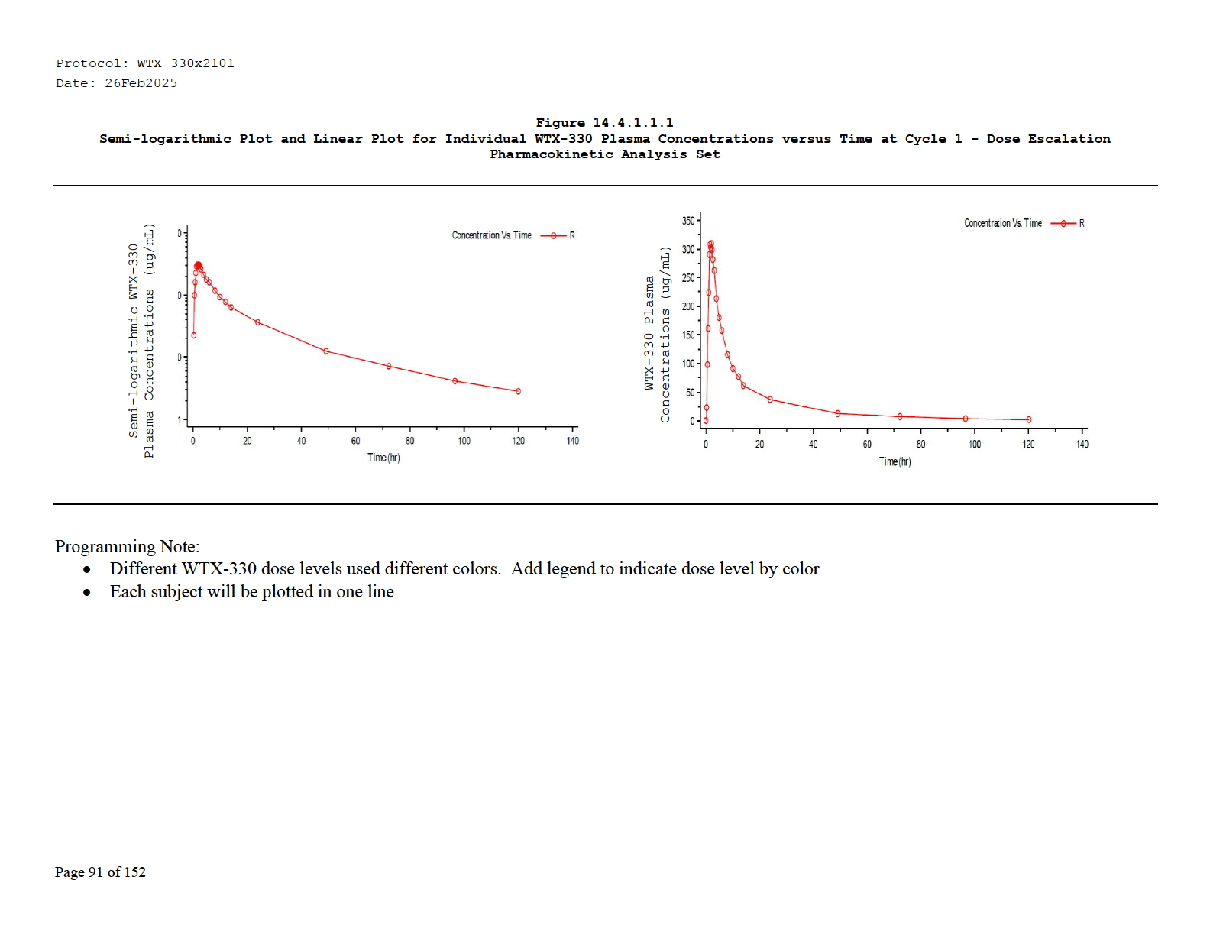 Protocol: WTX-330x2101
Date: 26Feb2025
Figure 14.4.1.1.1
Semi-logarithmic Plot and Linear Plot for Individual WTX-330 Plasma Concentrations versus Time at Cycle 1 - Dose Escalation
Pharmacokinetic Analysis Set
Semi-logarithmic WTX-330
Plasma Concentrations (ug/mL)
0
0
0
1
Concentration Vs. Time R
0 20 40 60 80 100 120 140
Time(hr)
WTX-330 Plasma
Concentrations (ug/mL)
350
300
250
200
150
100
50
0
Concentration Vs. Time R
0 20 40 60 80 100 120 140
Time(hr)
Programming Note:
• Different WTX-330 dose levels used different colors. Add legend to indicate dose level by color
• Each subject will be plotted in one line
Page 91 of 152